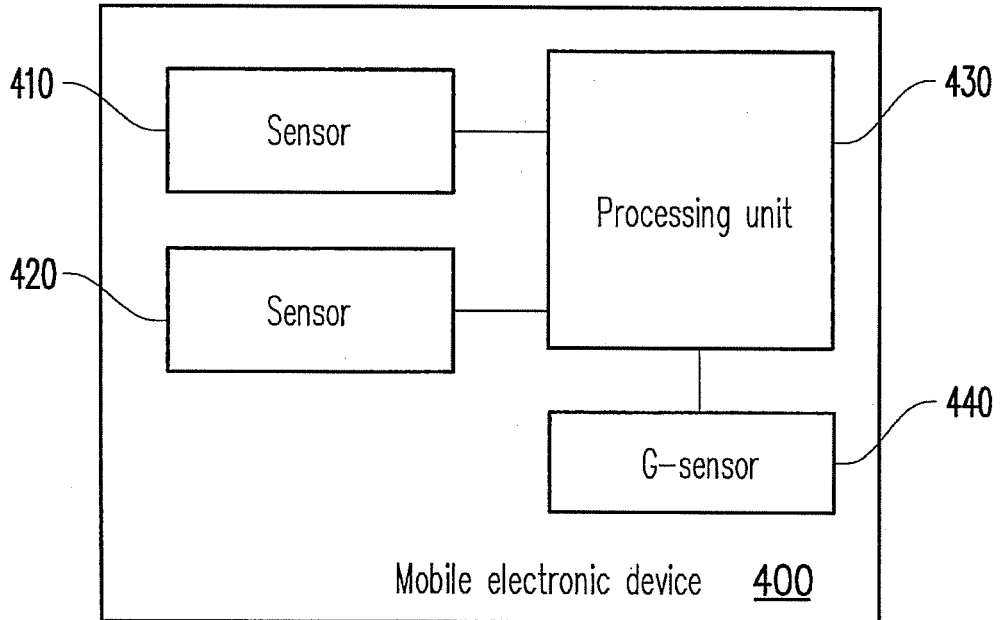 410
Sensor
430
Processing unit
420
Sensor
440
G-sensor
Mobile electronic device 400